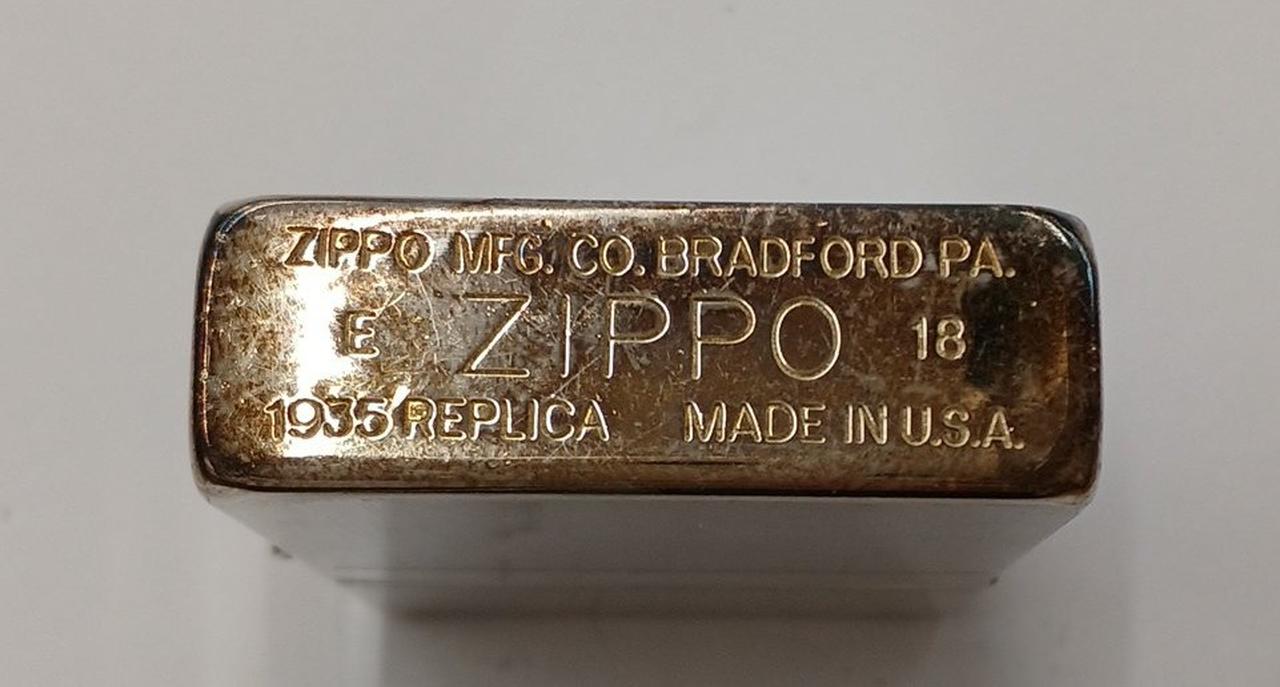 ZIPPO MFG. CO. BRADFORD PA.
E ZIPPO 18
1935 REPLICA MADE IN U.S.A.